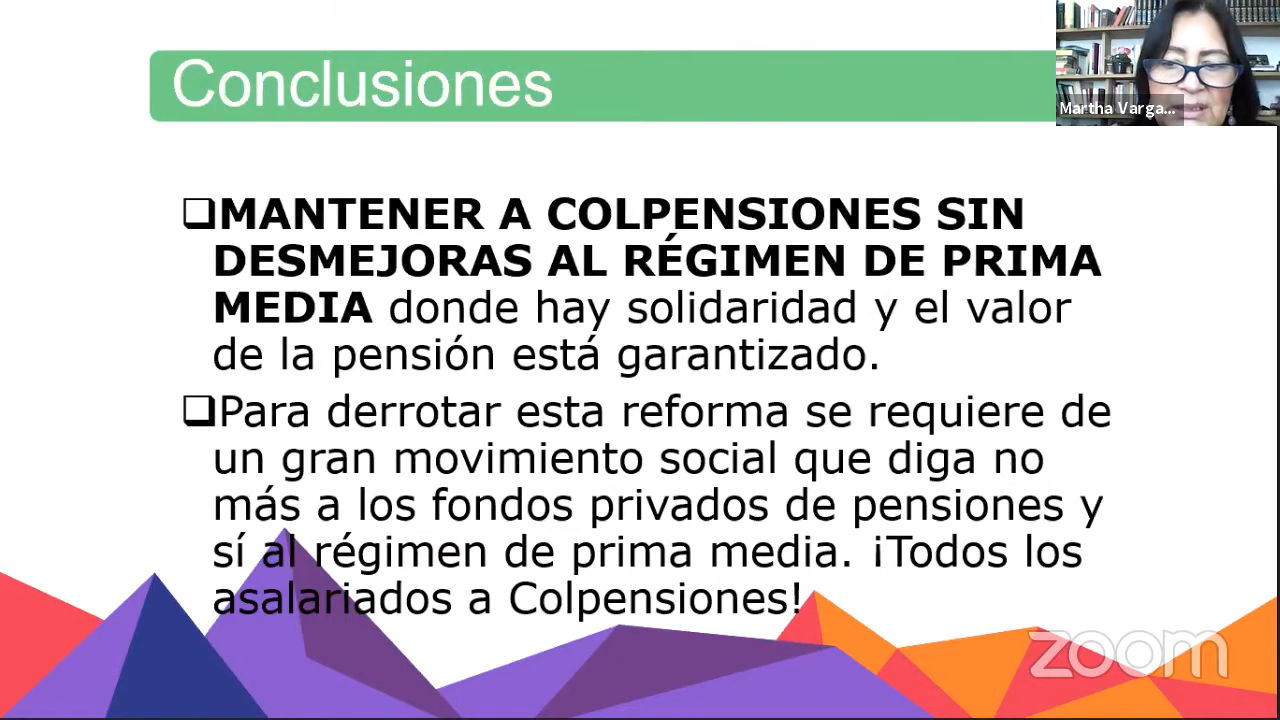 Conclusiones
Martha Varga...
❑MANTENER A COLPENSIONES SIN
DESMEJORAS AL RÉGIMEN DE PRIMA
MEDIA donde hay solidaridad y el valor
de la pensión está garantizado.
❑Para derrotar esta reforma se requiere de
un gran movimiento social que diga no
más a los fondos privados de pensiones y
sí al régimen de prima media. ¡Todos los
asalariados a Colpensiones!
zoom